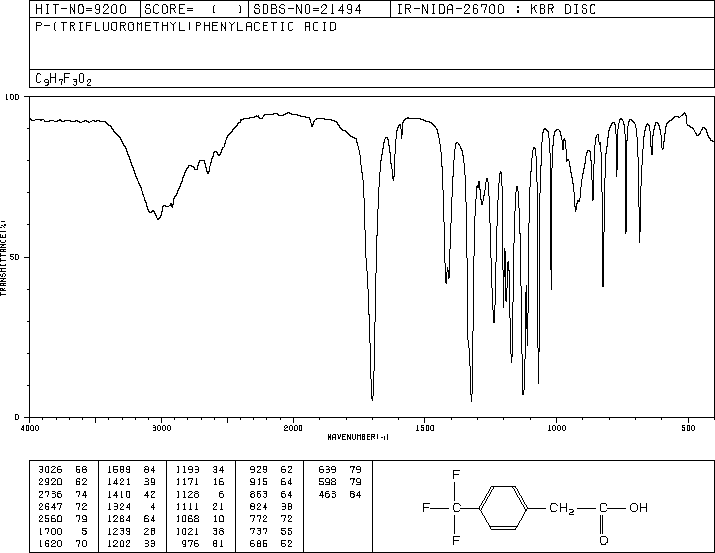 HIT-NO=9200 SCORE= ( ) SDBS-NO=21494 IR-NIDA-26700 : KBR DISC
P-(TRIFLUOROMETHYL)PHENYLACETIC ACID
C9H7F3O2
100
50
0
TRANSMITTANCE(%)
4000 3000 2000 1500 1000 500
WAVENUMBER(-1)
3026 68 1589 84 1193 34 929 62 639 79
2920 62 1421 39 1171 16 915 64 598 79
2736 74 1410 42 1128 6 863 64 463 84
2647 72 1324 4 1111 21 824 38
2560 79 1284 64 1068 10 772 72
1700 5 1239 28 1021 38 737 55
1620 70 1202 33 976 81 686 52
F
F C CH2 C OH
F O